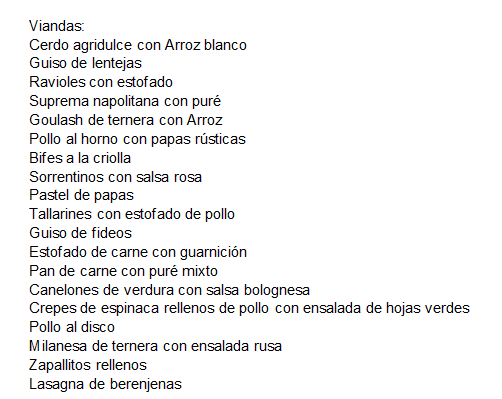 Viandas:
Cerdo agridulce con Arroz blanco
Guiso de lentejas
Ravioles con estofado
Suprema napolitana con puré
Goulash de ternera con Arroz
Pollo al horno con papas rústicas
Bifes a la criolla
Sorrentinos con salsa rosa
Pastel de papas
Tallarines con estofado de pollo
Guiso de fideos
Estofado de carne con guarnición
Pan de carne con puré mixto
Canelones de verdura con salsa bolognesa
Crepes de espinaca rellenos de pollo con ensalada de hojas verdes
Pollo al disco
Milanesa de ternera con ensalada rusa
Zapallitos rellenos
Lasagna de berenjenas